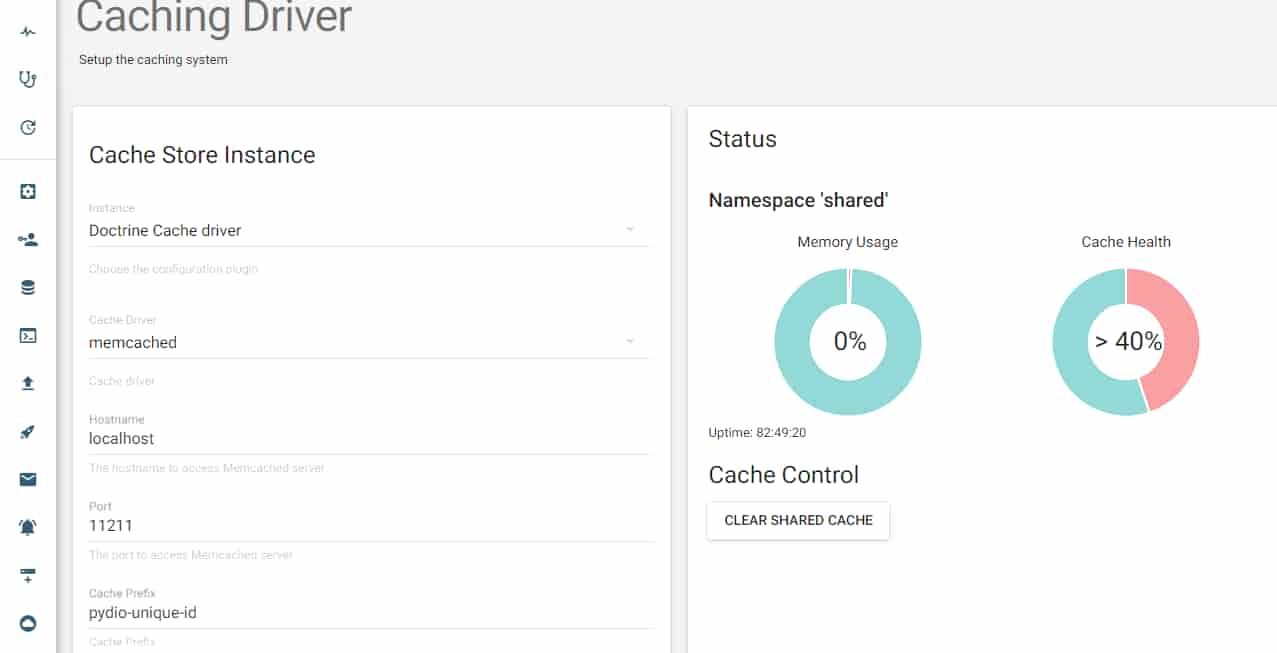 Caching Driver
Setup the caching system
Cache Store Instance
Instance
Doctrine Cache driver
Choose the configuration plugin
Cache Driver
memcached
Cache driver
Hostname
localhost
The hostname to access Memcached server
Port
11211
The port to access Memcached server
Cache Prefix
pydio-unique-id
Cache Prefix
Status
Namespace 'shared'
Memory Usage
0%
Cache Health
> 40%
Uptime: 82:49:20
Cache Control
CLEAR SHARED CACHE